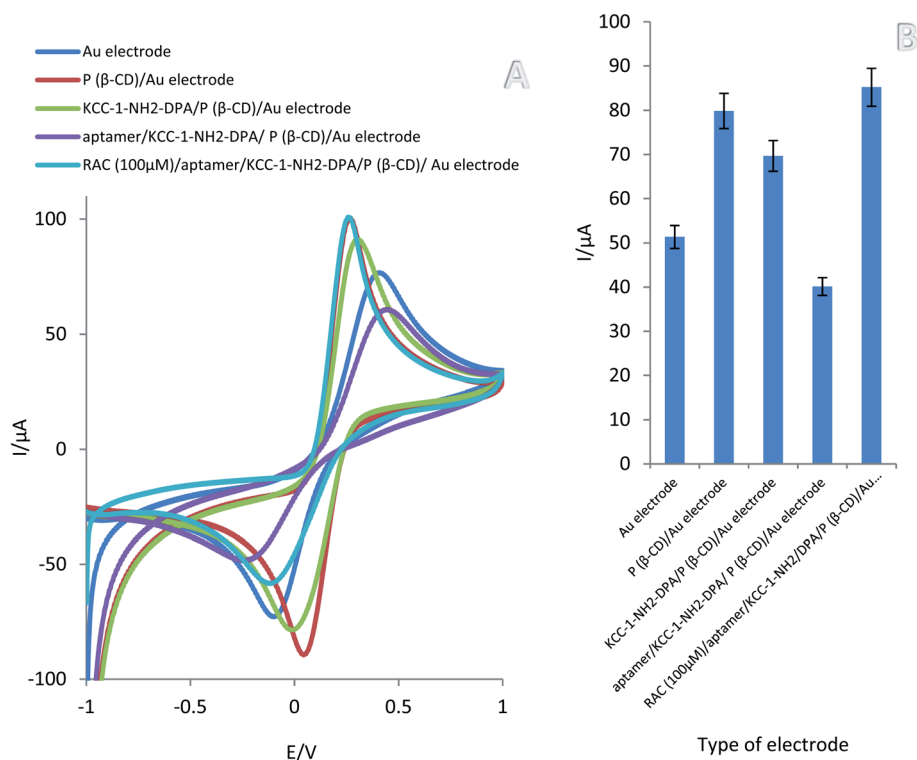 Au electrode
P (β-CD)/Au electrode
KCC-1-NH2-DPA/P (β-CD)/Au electrode
aptamer/KCC-1-NH2-DPA/ P (β-CD)/Au electrode
RAC (100μM)/aptamer/KCC-1-NH2-DPA/P (β-CD)/ Au electrode
A
I/μA
100
50
0
-50
-100
-1
-0.5
0
0.5
1
E/V
B
I/μA
100
90
80
70
60
50
40
30
20
10
0
Au electrode
P (β-CD)/Au electrode
KCC-1-NH2-DPA/P (β-CD)/Au electrode
aptamer/KCC-1-NH2-DPA/ P (β-CD)/Au electrode
RAC (100μM)/aptamer/KCC-1-NH2/DPA/P (β-CD)/Au...
Type of electrode